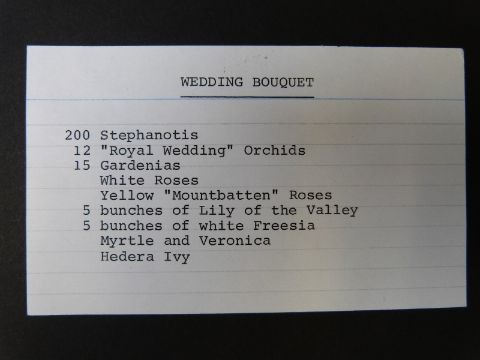 WEDDING BOUQUET
200 Stephanotis
12 "Royal Wedding" Orchids
15 Gardenias
White Roses
Yellow "Mountbatten" Roses
5 bunches of Lily of the Valley
5 bunches of white Freesia
Myrtle and Veronica
Hedera Ivy